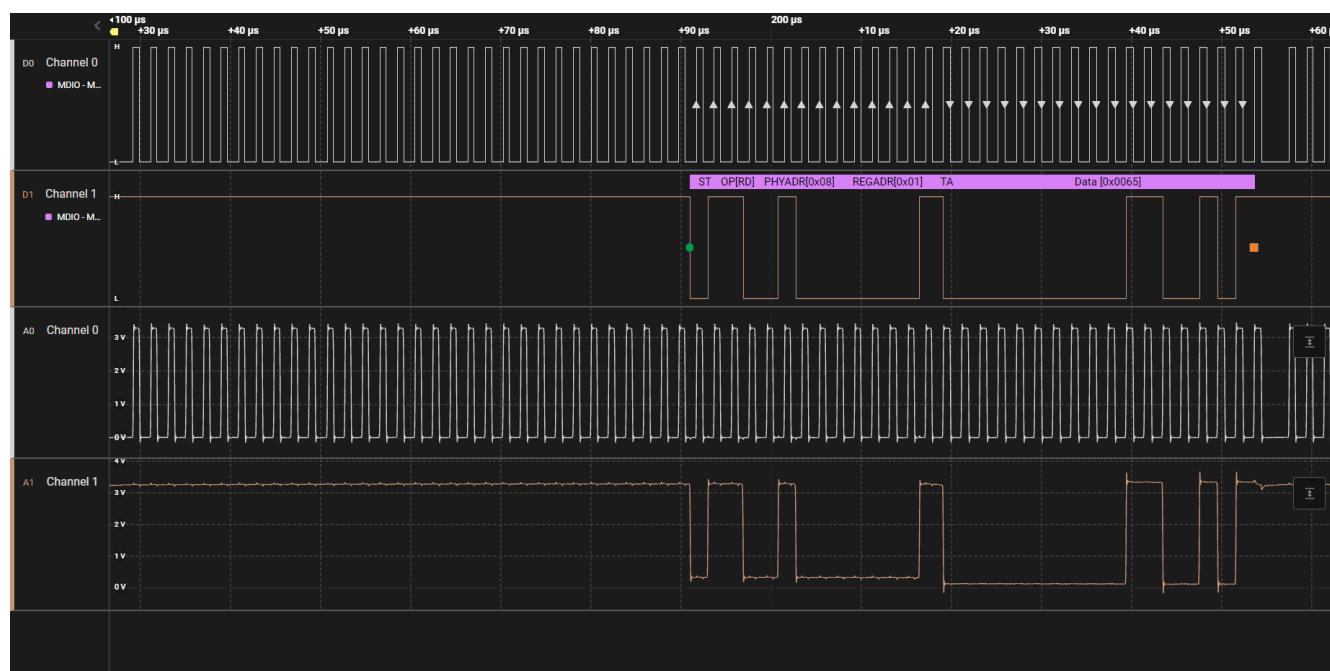 100 µs 200 µs
+30 µs +40 µs +50 µs +60 µs +70 µs +80 µs +90 µs +10 µs +20 µs +30 µs +40 µs +50 µs +60
D0 Channel 0 H
MDIO - M...
L
ST OP[RD] PHYADR[0x08] REGADR[0x01] TA Data [0x0065]
D1 Channel 1 H
MDIO - M...
L
A0 Channel 0
3 V
2 V
1 V
0 V
4 V
A1 Channel 1
3 V
2 V
1 V
0 V